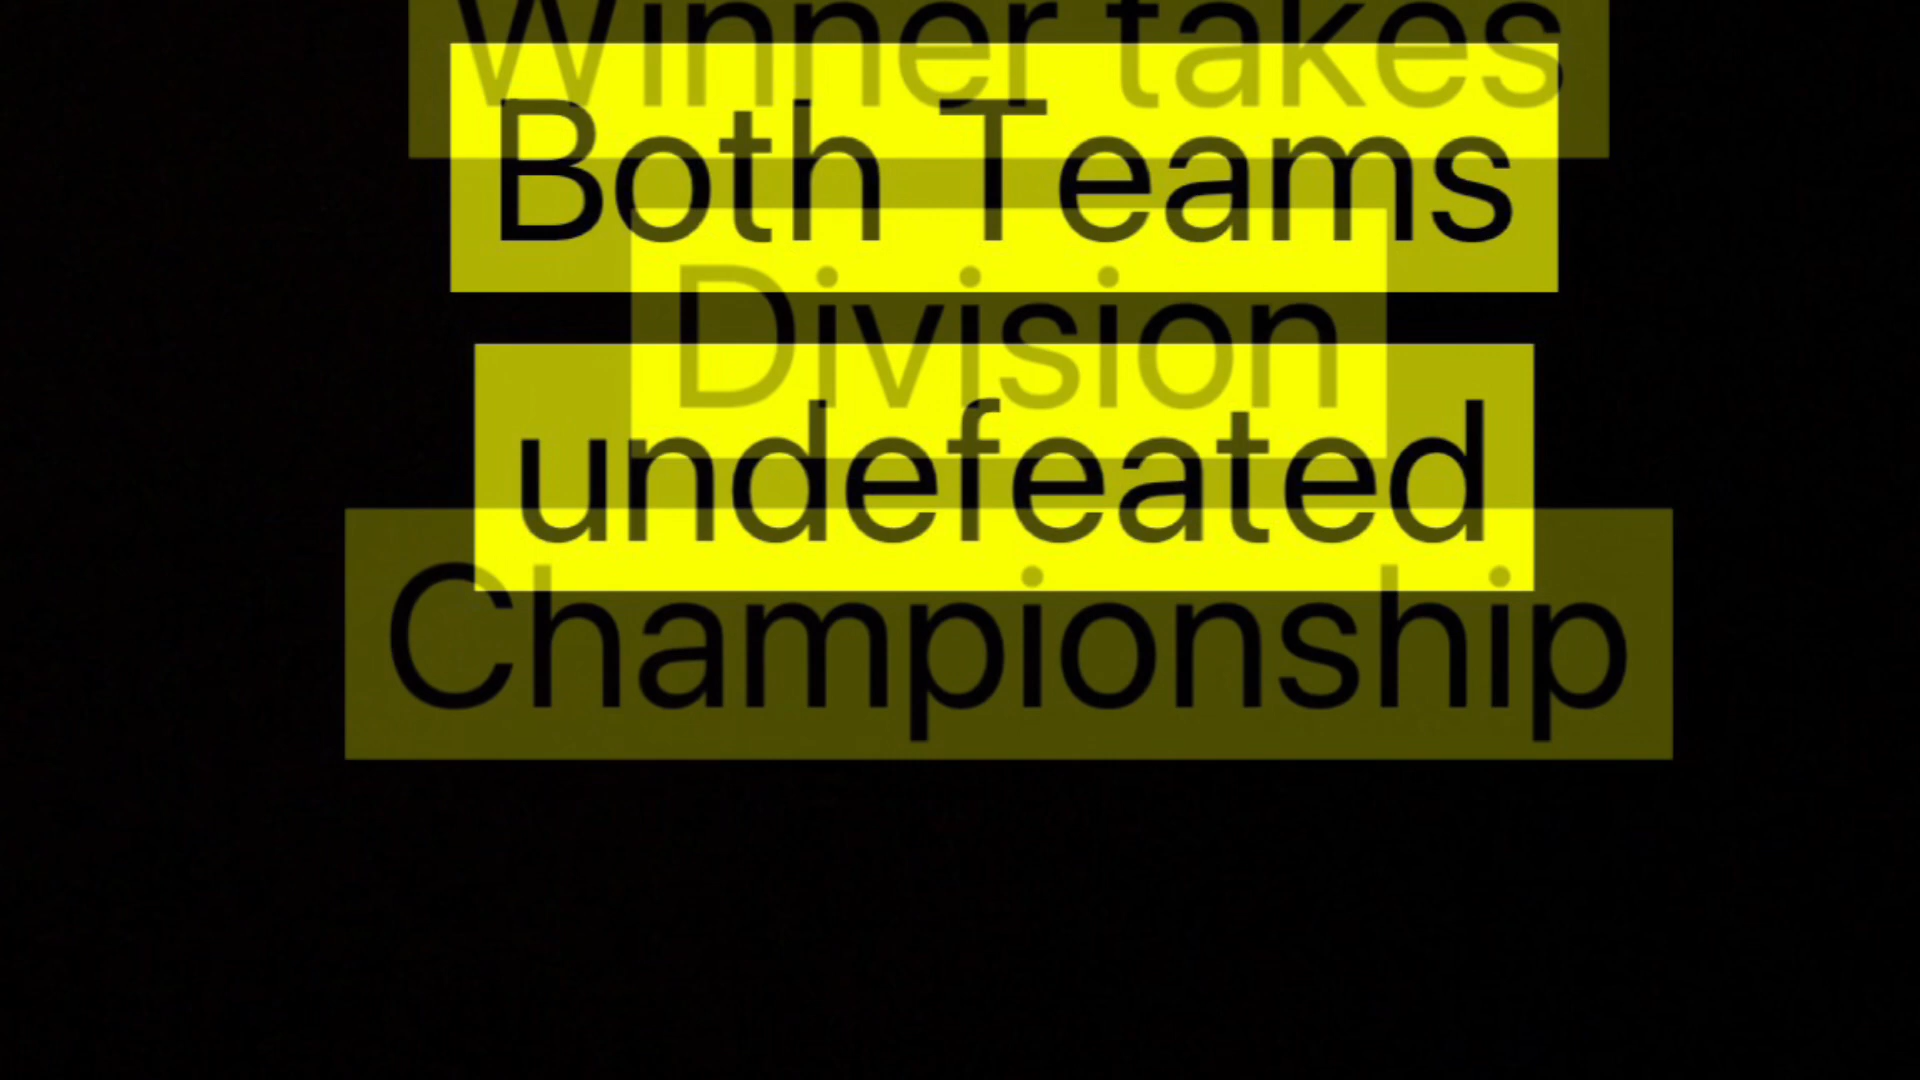 Winner takes
Both Teams
Division
undefeated
Championship